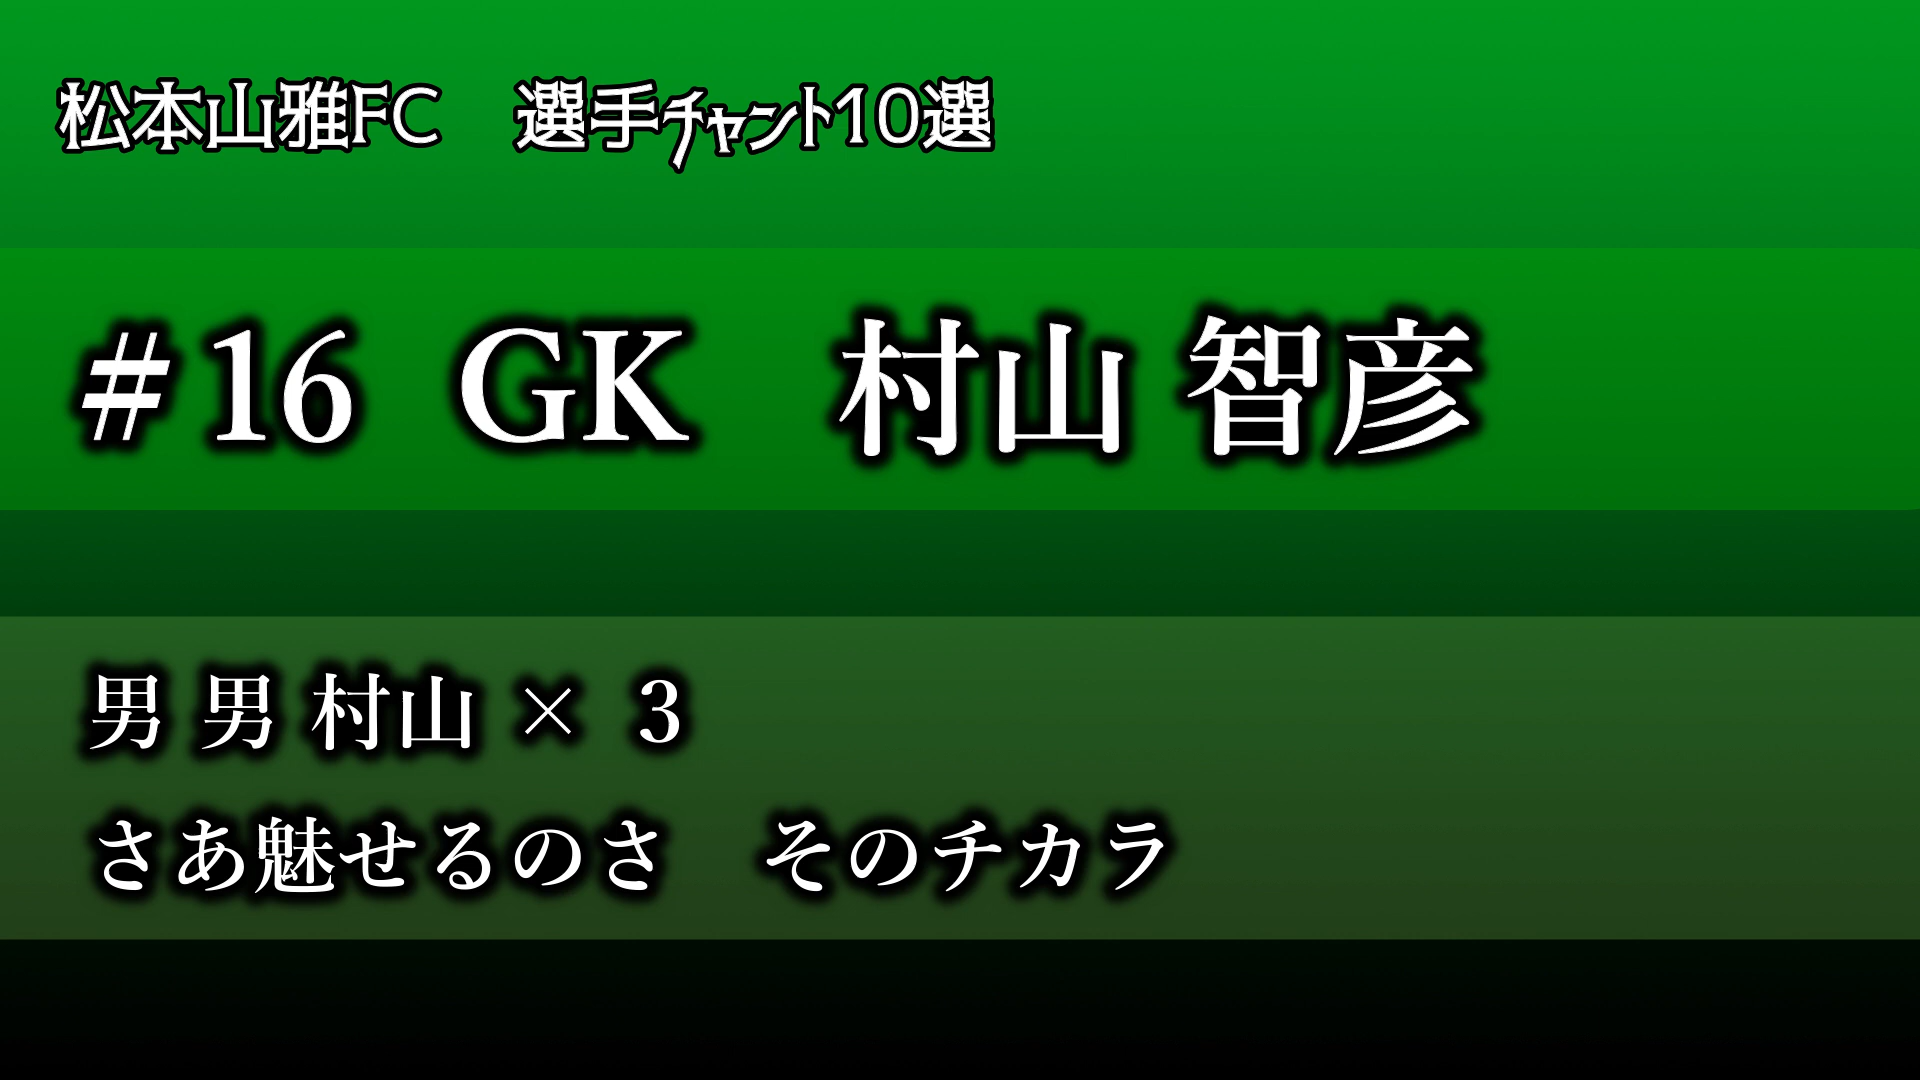 松本山雅FC　選手チャント10選
#16 GK　村山 智彦
男 男 村山 × 3
さあ魅せるのさ　そのチカラ